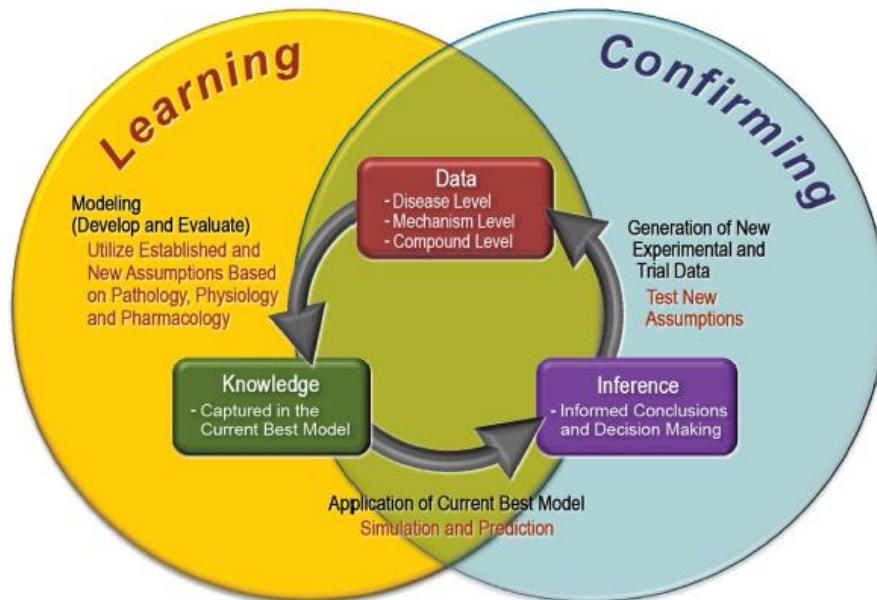 Learning
Confirming
Data
- Disease Level
- Mechanism Level
- Compound Level
Modeling
(Develop and Evaluate)
Utilize Established and
New Assumptions Based
on Pathology, Physiology
and Pharmacology
Generation of New
Experimental and
Trial Data
Test New
Assumptions
Knowledge
- Captured in the
Current Best Model
Inference
- Informed Conclusions
and Decision Making
Application of Current Best Model
Simulation and Prediction